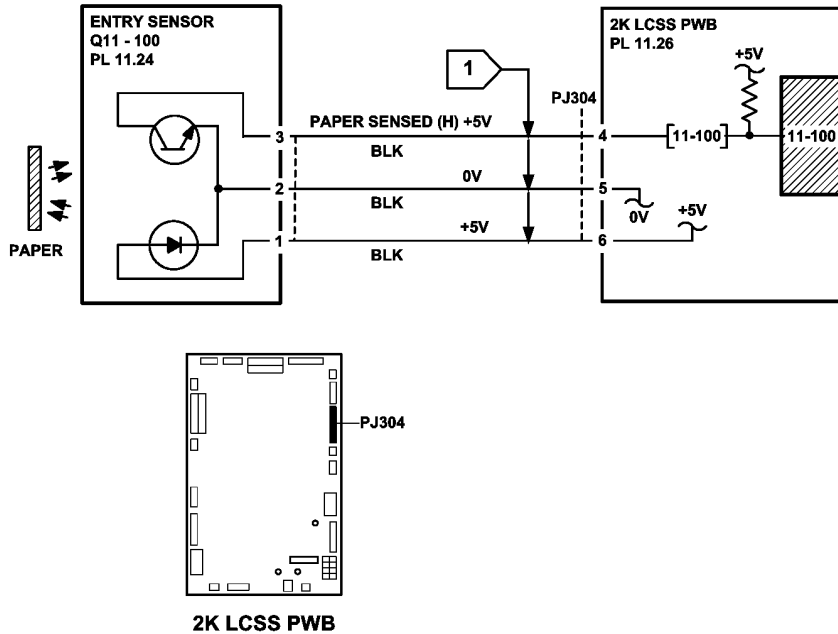 ENTRY SENSOR
Q11 - 100
PL 11.24
2K LCSS PWB
PL 11.26
+5V
1
PJ304
3
PAPER SENSED (H) +5V
4
[11-100]
11-100
BLK
2
0V
5
BLK
0V
+5V
1
+5V
6
BLK
PAPER
PJ304
2K LCSS PWB